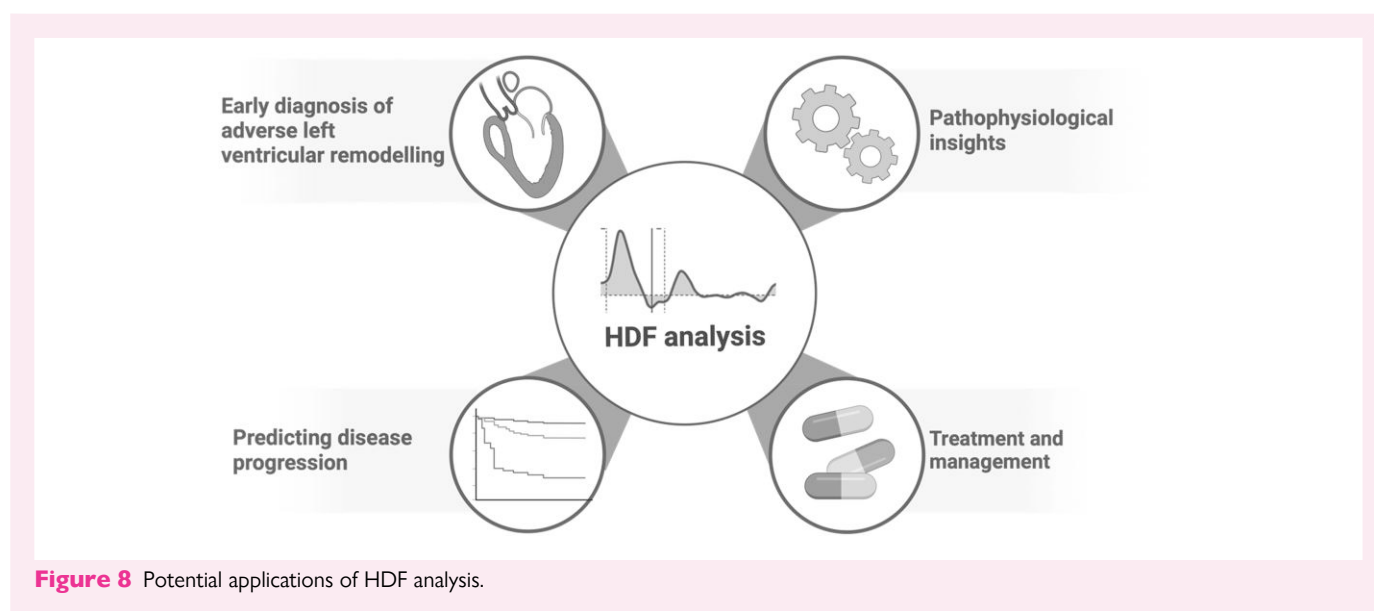 Early diagnosis of
adverse left
ventricular remodelling
Pathophysiological
insights
HDF analysis
Predicting disease
progression
Treatment and
management
Figure 8 Potential applications of HDF analysis.